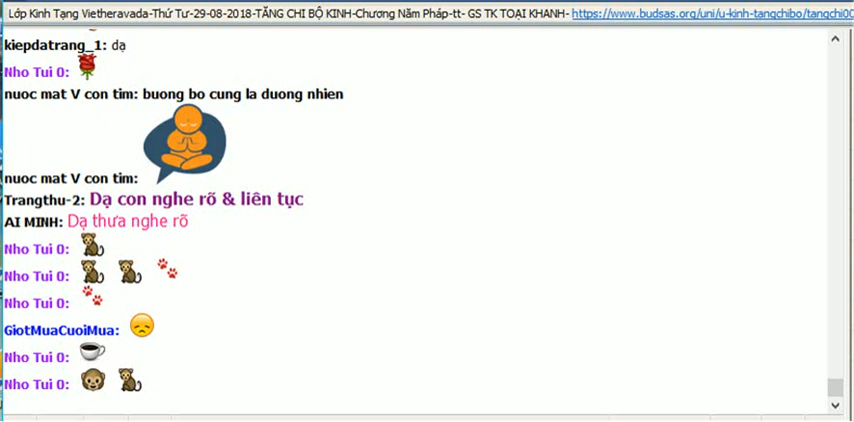 Lớp Kinh Tạng Vietheravada-Thứ Tư-29-08-2018-TĂNG CHI BỘ KINH-Chương Năm Pháp-tt- GS TK TOẠI KHANH- https://www.budsas.org/uni/u-kinh-tangchibo/tangchi00
kiepdatrang_1: dạ
Nho Tui 0:
nuoc mat V con tim: buong bo cung la duong nhien
nuoc mat V con tim:
Trangthu-2: Dạ con nghe rõ & liên tục
AI MINH: Dạ thưa nghe rõ
Nho Tui 0:
Nho Tui 0:
Nho Tui 0:
GiotMuaCuoiMua:
Nho Tui 0:
Nho Tui 0: